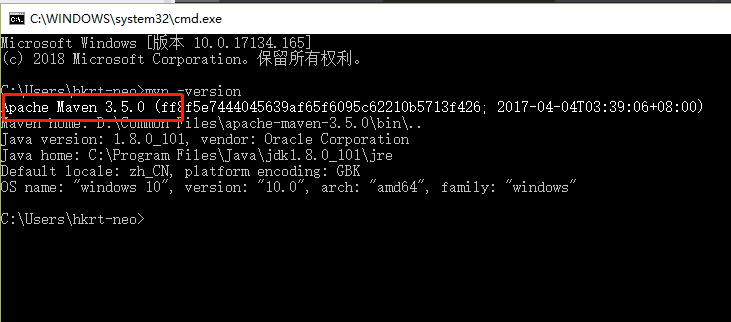 C:\WINDOWS\system32\cmd.exe
Microsoft Windows [版本 10.0.17134.165]
(c) 2018 Microsoft Corporation。保留所有权利。
C:\Users\hkrt-neo>mvn -version
Apache Maven 3.5.0 (ff8f5e7444045639af65f6095c62210b5713f426; 2017-04-04T03:39:06+08:00)
Maven home: D:\Common Files\apache-maven-3.5.0\bin\..
Java version: 1.8.0_101, vendor: Oracle Corporation
Java home: C:\Program Files\Java\jdk1.8.0_101\jre
Default locale: zh_CN, platform encoding: GBK
OS name: "windows 10", version: "10.0", arch: "amd64", family: "windows"
C:\Users\hkrt-neo>